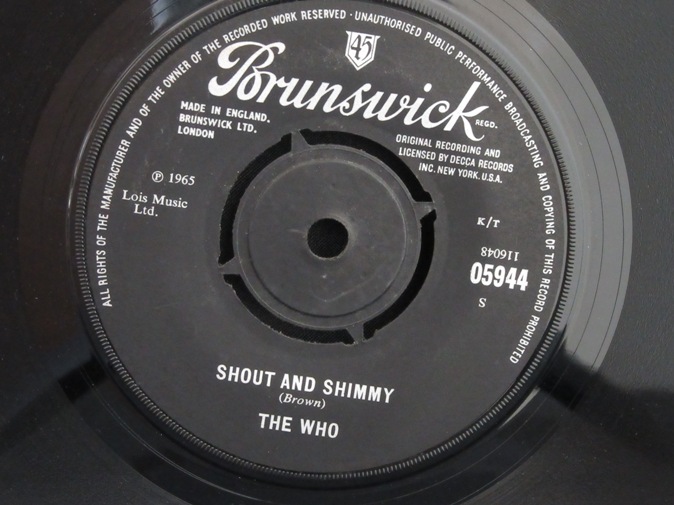 ALL RIGHTS OF THE MANUFACTURER AND OF THE OWNER OF THE RECORDED WORK RESERVED · UNAUTHORISED PUBLIC PERFORMANCE BROADCASTING AND COPYING OF THIS RECORD PROHIBITED
45
Brunswick REGD.
MADE IN ENGLAND.
BRUNSWICK LTD.
LONDON
ORIGINAL RECORDING AND
LICENSED BY DECCA RECORDS
INC. NEW YORK. U.S.A.
℗ 1965
Lois Music
Ltd.
K/T
116048
05944
S
SHOUT AND SHIMMY
(Brown)
THE WHO